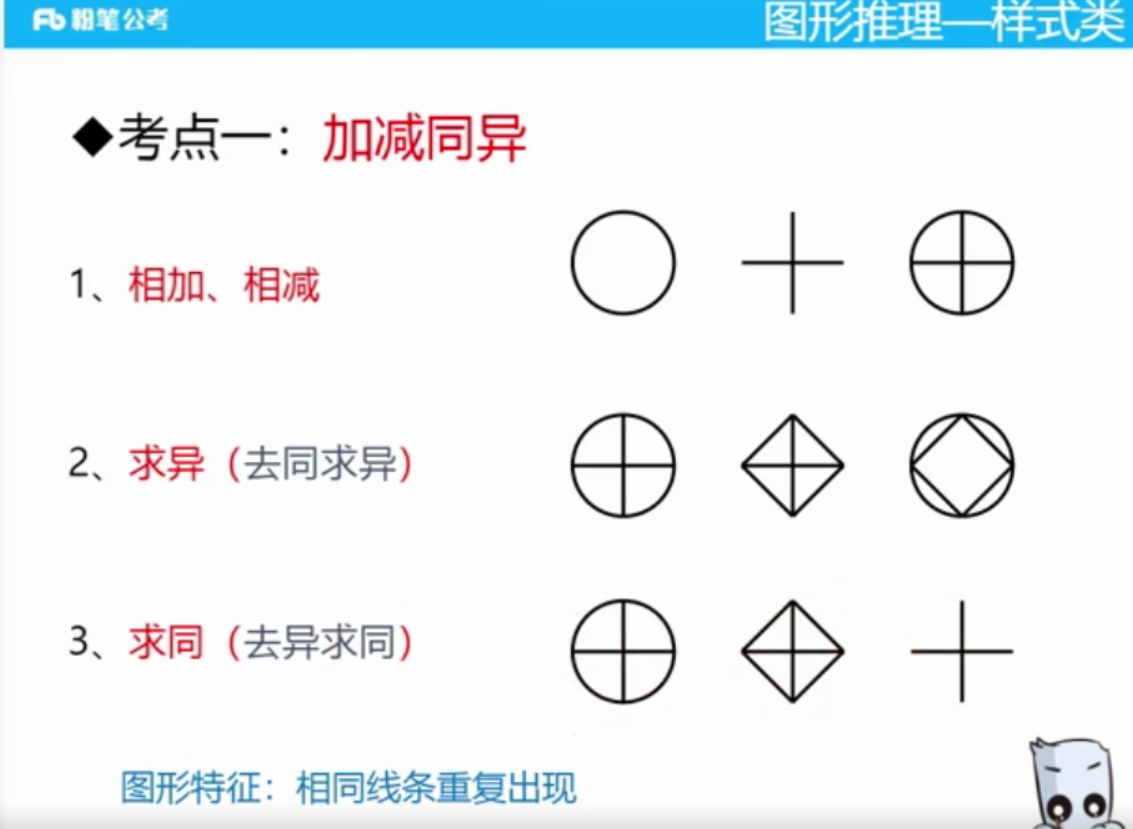 Fb 粉笔公考
图形推理—样式类
◆考点一：加减同异
1、相加、相减
2、求异（去同求异）
3、求同（去异求同）
图形特征：相同线条重复出现